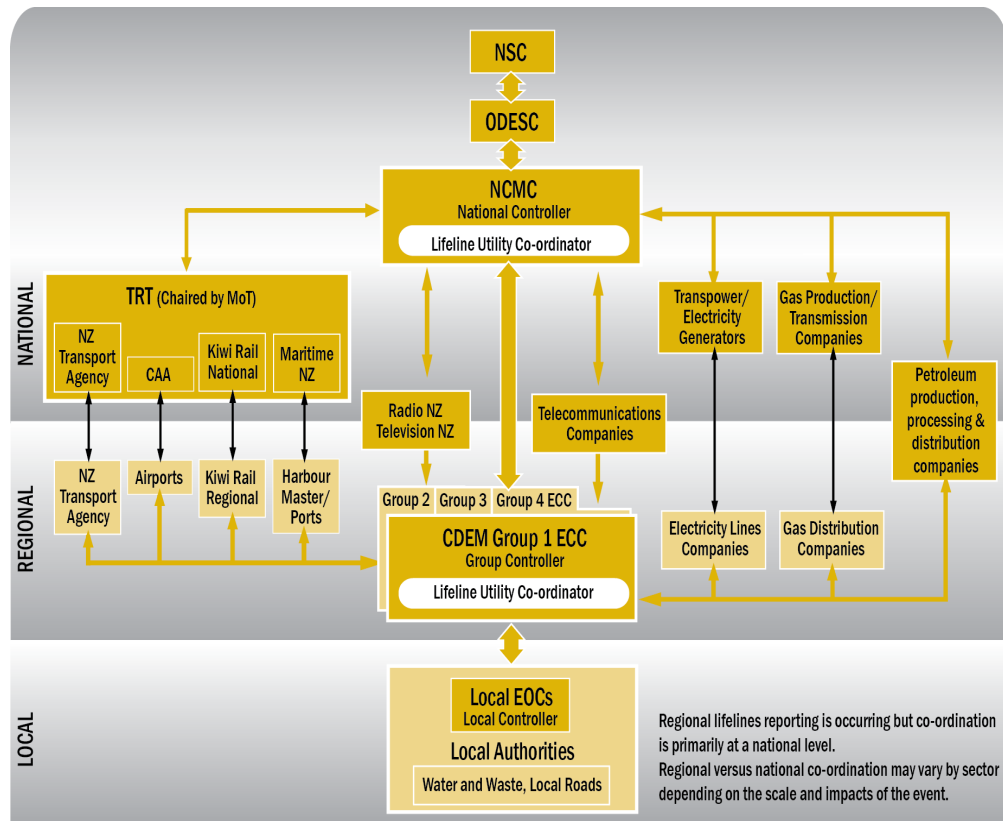 NSC
ODESC
NCMC
National Controller
Lifeline Utility Co-ordinator
NATIONAL
TRT (Chaired by MoT)
NZ
Transport
Agency
CAA
Kiwi Rail
National
Maritime
NZ
Transpower/
Electricity
Generators
Gas Production/
Transmission
Companies
Radio NZ
Television NZ
Telecommunications
Companies
Petroleum
production,
processing &
distribution
companies
REGIONAL
NZ
Transport
Agency
Airports
Kiwi Rail
Regional
Harbour
Master/
Ports
Group 2
Group 3
Group 4 ECC
CDEM Group 1 ECC
Group Controller
Lifeline Utility Co-ordinator
Electricity Lines
Companies
Gas Distribution
Companies
LOCAL
Local EOCs
Local Controller
Local Authorities
Water and Waste, Local Roads
Regional lifelines reporting is occurring but co-ordination
is primarily at a national level.
Regional versus national co-ordination may vary by sector
depending on the scale and impacts of the event.